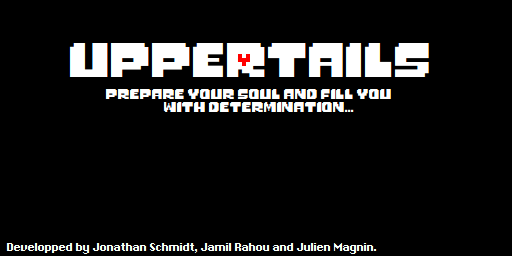 UPPERTAILS
PREPARE YOUR SOUL AND FILL YOU
WITH DETERMINATION...
Developped by Jonathan Schmidt, Jamil Rahou and Julien Magnin.